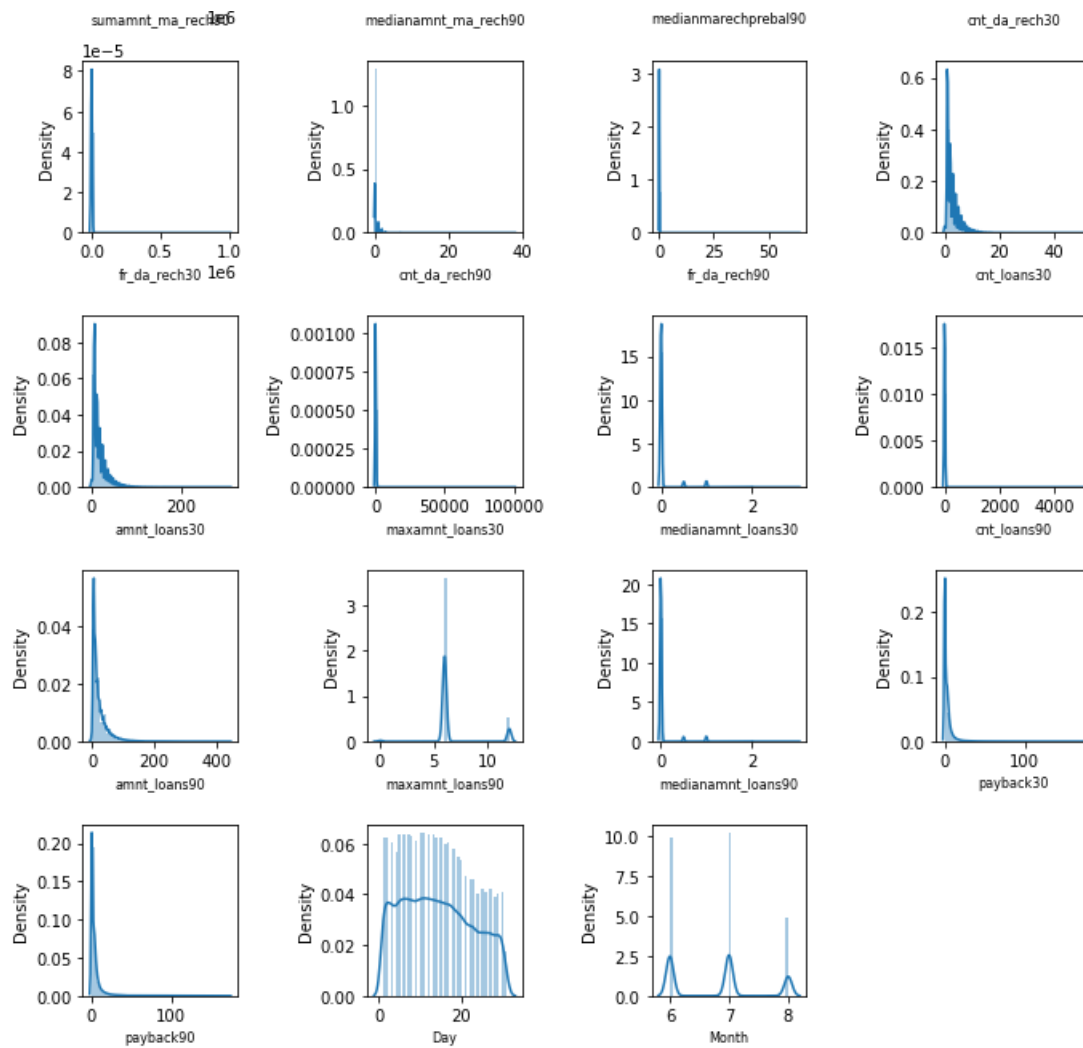 sumamnt_ma_rech90 1e6 medianamnt_ma_rech90 medianmarechprebal90 cnt_da_rech30
1e−5
Density 8 6 4 2 0
0.0 0.5 1.0
1e6
fr_da_rech30
Density 1.0 0.5 0.0
0 20 40
cnt_da_rech90
Density 3 2 1 0
0 25 50
fr_da_rech90
Density 0.6 0.4 0.2 0.0
0 20 40
cnt_loans30
Density 0.08 0.06 0.04 0.02 0.00
0 200
amnt_loans30
Density 0.00100 0.00075 0.00050 0.00025 0.00000
0 50000 100000
maxamnt_loans30
Density 15 10 5 0
0 2
medianamnt_loans30
Density 0.015 0.010 0.005 0.000
0 2000 4000
cnt_loans90
Density 0.04 0.02 0.00
0 200 400
amnt_loans90
Density 3 2 1 0
0 5 10
maxamnt_loans90
Density 20 15 10 5 0
0 2
medianamnt_loans90
Density 0.2 0.1 0.0
0 100
payback30
Density 0.20 0.15 0.10 0.05 0.00
0 100
payback90
Density 0.06 0.04 0.02 0.00
0 20
Day
Density 10.0 7.5 5.0 2.5 0.0
6 7 8
Month